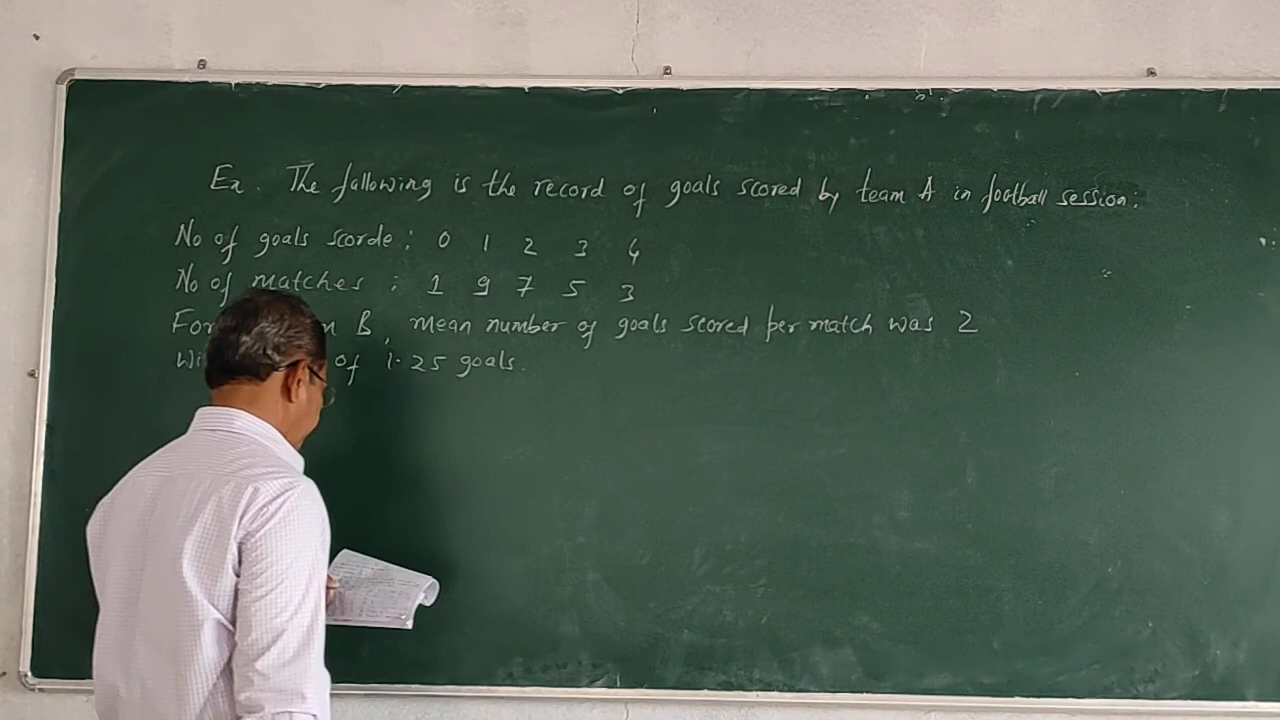 Ex. The following is the record of goals scored by team A in football session:
No of goals scorde : 0 1 2 3 4
No of matches : 1 9 7 5 3
For B, mean number of goals scored per match was 2
of 1.25 goals.